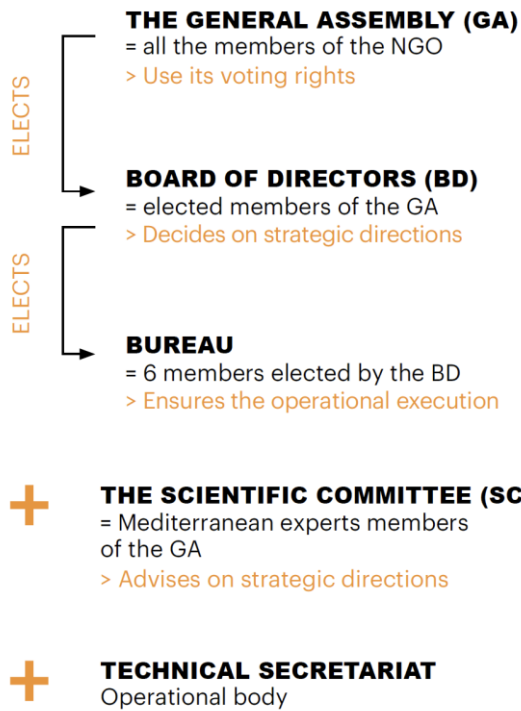 THE GENERAL ASSEMBLY (GA)
= all the members of the NGO
> Use its voting rights
ELECTS
BOARD OF DIRECTORS (BD)
= elected members of the GA
> Decides on strategic directions
ELECTS
BUREAU
= 6 members elected by the BD
> Ensures the operational execution
+
THE SCIENTIFIC COMMITTEE (SC
= Mediterranean experts members
of the GA
> Advises on strategic directions
+
TECHNICAL SECRETARIAT
Operational body